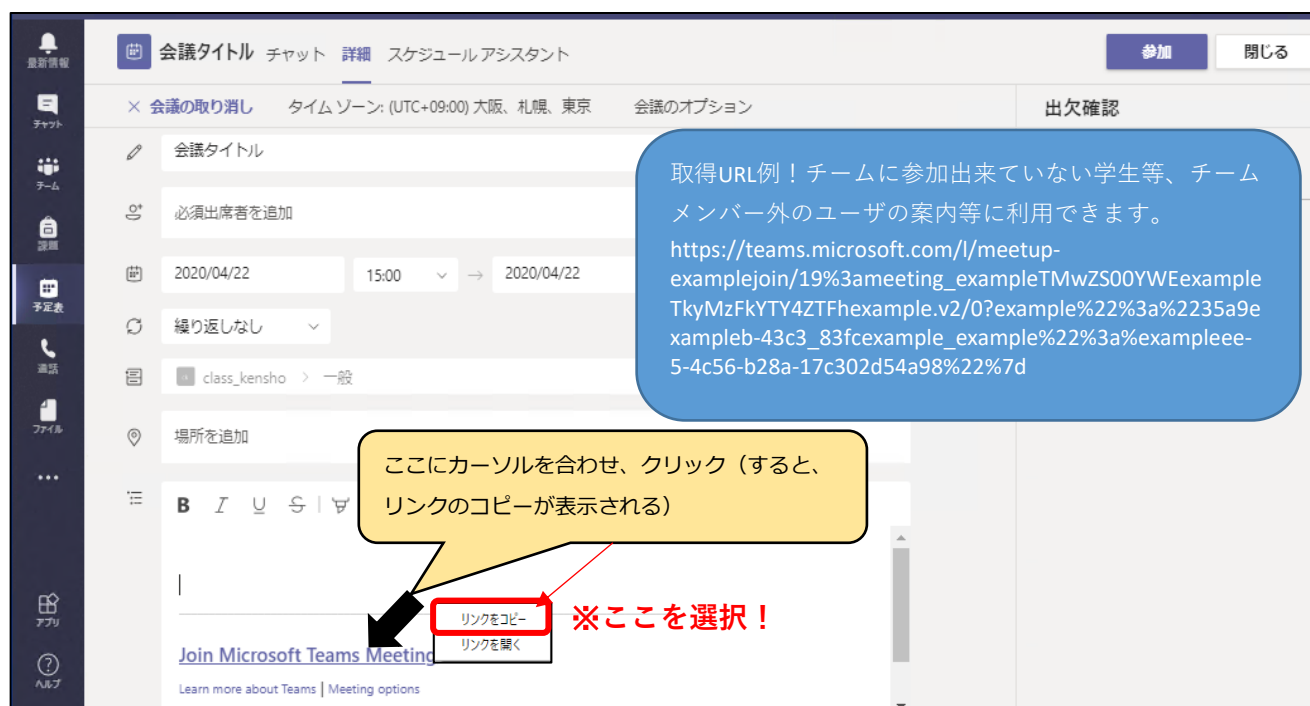 最新情報
チャット
チーム
課題
予定表
通話
ファイル
アプリ
ヘルプ
会議タイトル チャット 詳細 スケジュール アシスタント
参加 閉じる
× 会議の取り消し タイム ゾーン: (UTC+09:00) 大阪、札幌、東京 会議のオプション
出欠確認
会議タイトル
必須出席者を追加
2020/04/22 15:00 → 2020/04/22
繰り返しなし
class_kensho > 一般
場所を追加
B I U S
取得URL例！チームに参加出来ていない学生等、チーム
メンバー外のユーザの案内等に利用できます。
https://teams.microsoft.com/l/meetup-
examplejoin/19%3ameeting_exampleTMwZS00YWEexample
TkyMzFkYTY4ZTFhexample.v2/0?example%22%3a%2235a9e
xampleb-43c3_83fcexample_example%22%3a%exampleee-
5-4c56-b28a-17c302d54a98%22%7d
ここにカーソルを合わせ、クリック（すると、
リンクのコピーが表示される）
リンクをコピー
リンクを開く
※ここを選択！
Join Microsoft Teams Meeting
Learn more about Teams | Meeting options